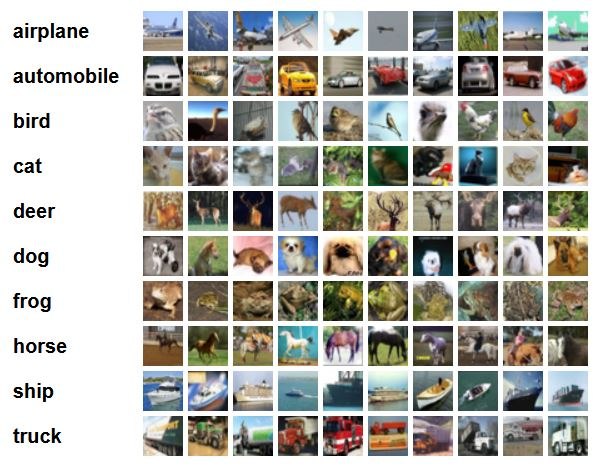 airplane
automobile
bird
cat
deer
dog
frog
horse
ship
truck